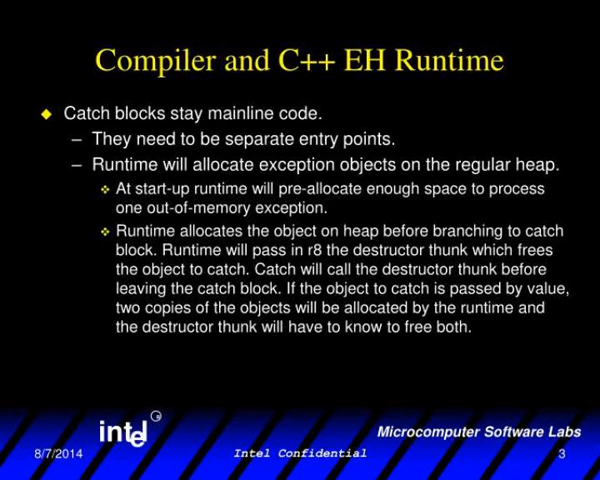 Compiler and C++ EH Runtime
Catch blocks stay mainline code.
– They need to be separate entry points.
– Runtime will allocate exception objects on the regular heap.
At start-up runtime will pre-allocate enough space to process
one out-of-memory exception.
Runtime allocates the object on heap before branching to catch
block. Runtime will pass in r8 the destructor thunk which frees
the object to catch. Catch will call the destructor thunk before
leaving the catch block. If the object to catch is passed by value,
two copies of the objects will be allocated by the runtime and
the destructor thunk will have to know to free both.
intel ®
Microcomputer Software Labs
8/7/2014
Intel Confidential
3